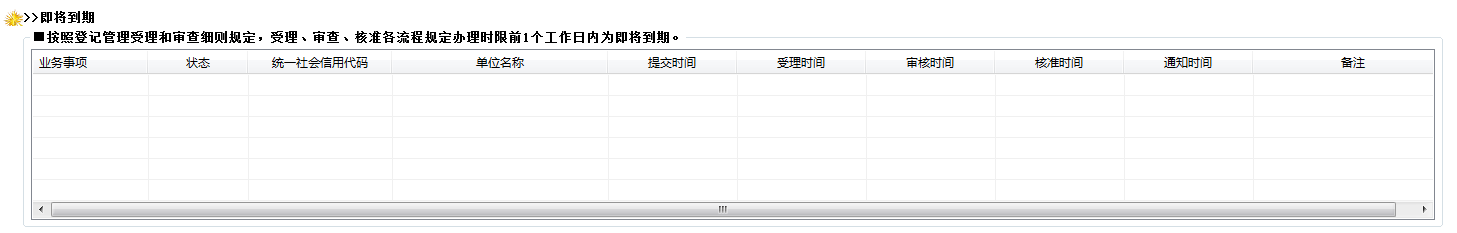 >>即将到期
■按照登记管理受理和审查细则规定，受理、审查、核准各流程规定办理时限前1个工作日内为即将到期。
业务事项 状态 统一社会信用代码 单位名称 提交时间 受理时间 审核时间 核准时间 通知时间 备注